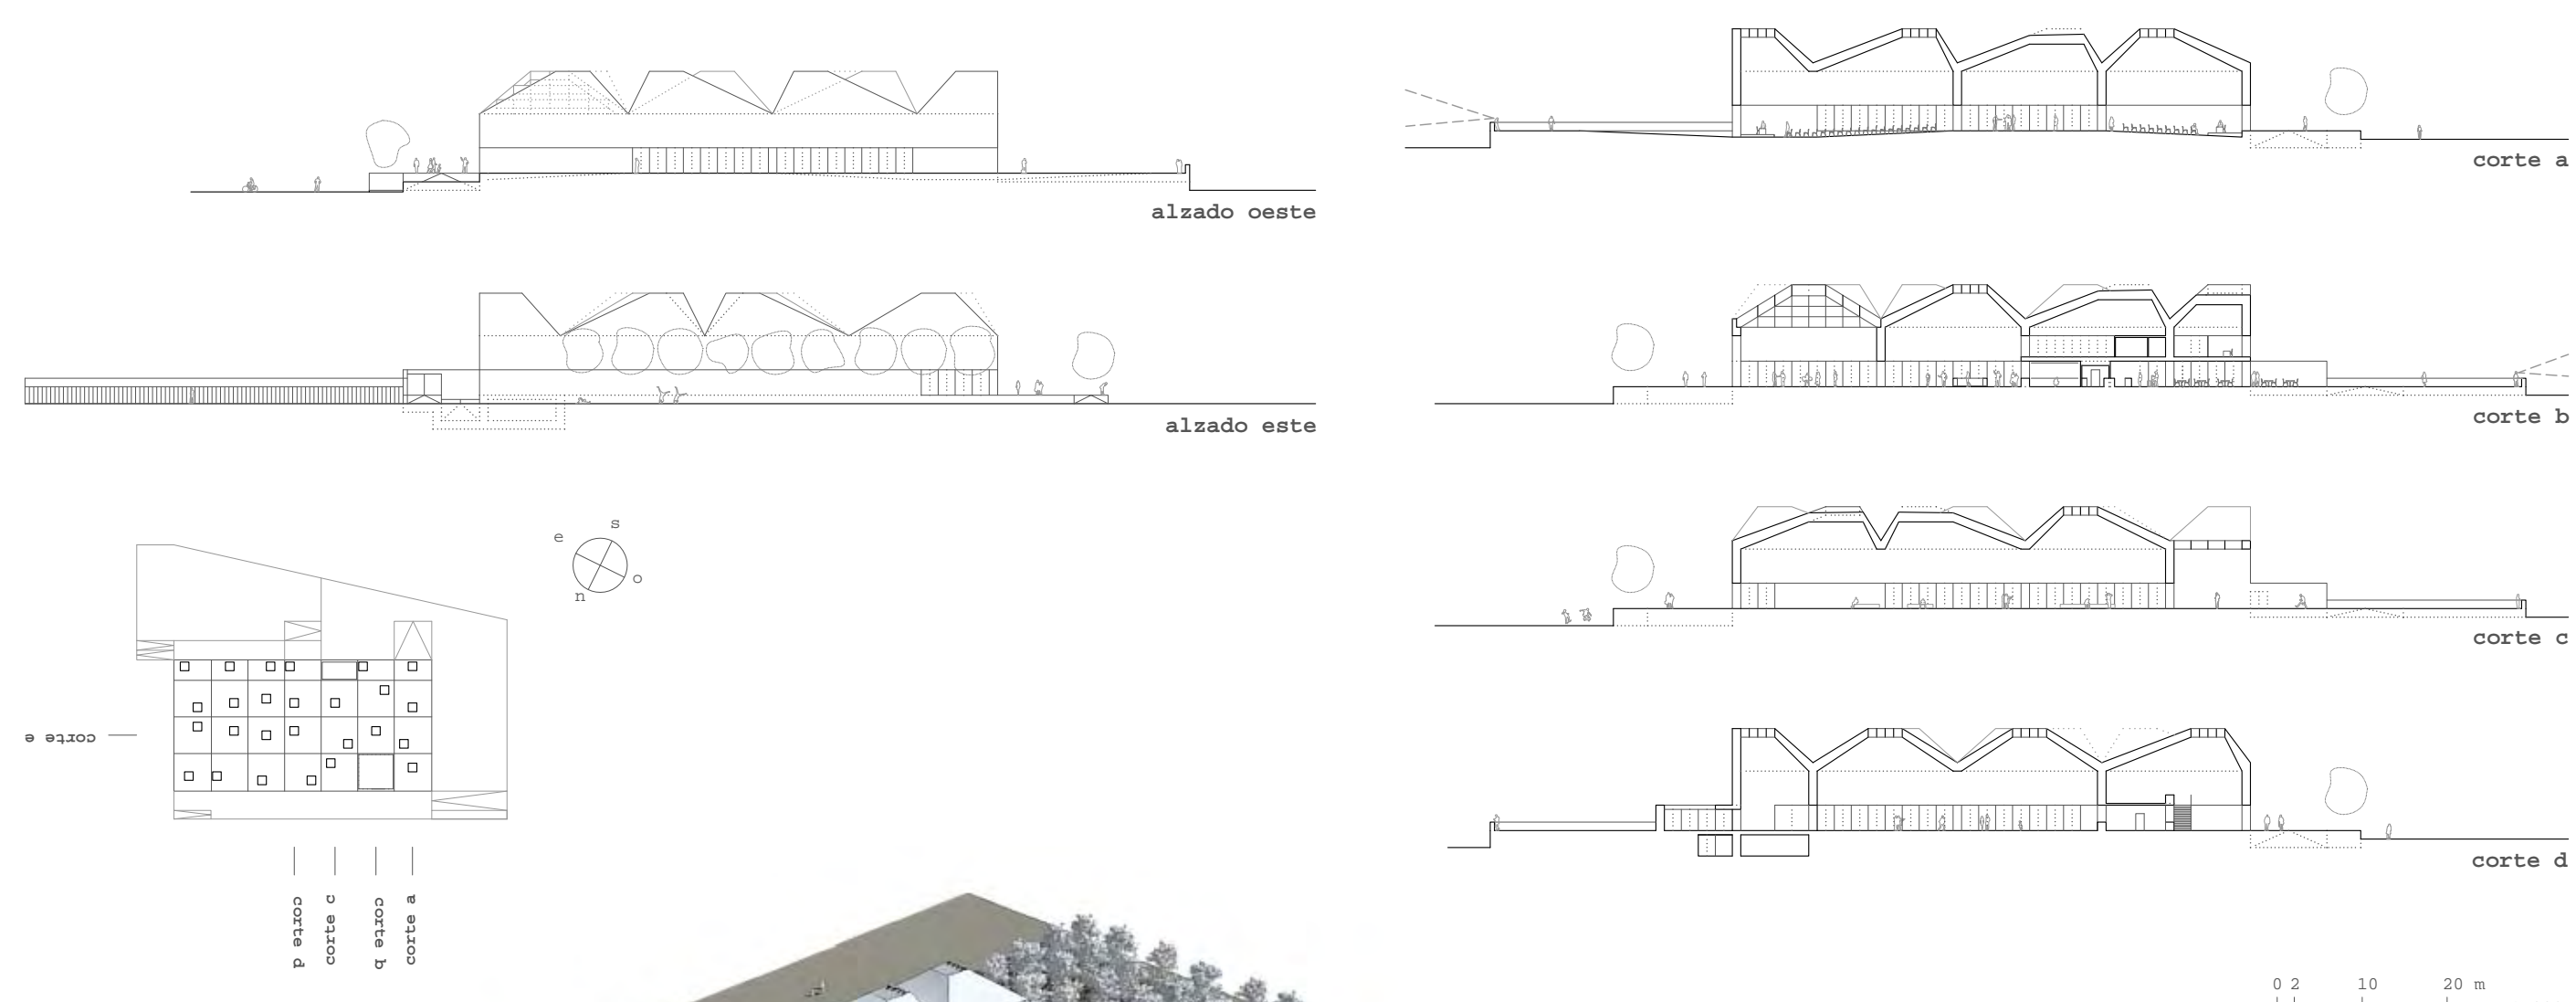 corte a
alzado oeste
corte b
alzado este
s
e
o
n
corte c
corte e
corte d
corte d
corte c
corte b
corte a
0 2 10 20 m